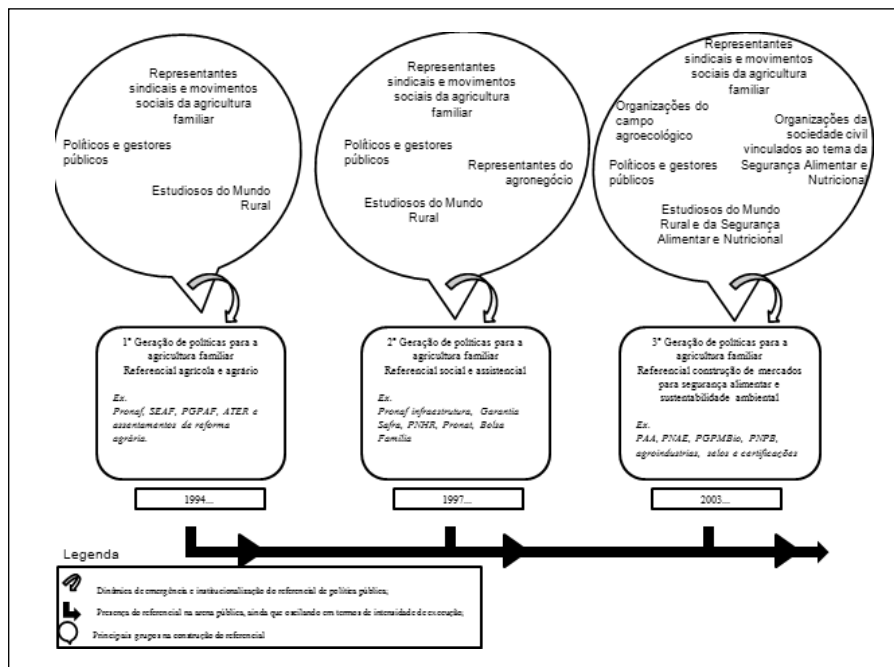 Representantes
sindicais e movimentos
sociais da agricultura
familiar
Políticos e gestores
públicos
Estudiosos do Mundo
Rural
Representantes
sindicais e movimentos
sociais da agricultura
familiar
Políticos e gestores
públicos
Representantes do
agronegócio
Estudiosos do Mundo
Rural
Representantes
sindicais e movimentos
sociais da agricultura
familiar
Organizações do
campo
agroecológico
Organizações da
sociedade civil
vinculados ao tema da
Segurança Alimentar e
Nutricional
Políticos e gestores
públicos
Estudiosos do Mundo
Rural e da Segurança
Alimentar e Nutricional
1ª Geração de políticas para a
agricultura familiar
Referencial agrícola e agrário
Ex.
Pronaf, SEAF, PGPAF, ATER e
assentamentos de reforma
agrária.
2ª Geração de políticas para a
agricultura familiar
Referencial social e assistencial
Ex.
Pronaf infraestrutura, Garantia
Safra, PNHR, Pronat, Bolsa
Família
3ª Geração de políticas para a
agricultura familiar
Referencial construção de mercados
para segurança alimentar e
sustentabilidade ambiental
Ex.
PAA, PNAE, PGPMBio, PNPB,
agroindustrias, selos e certificações
1994...
1997...
2003...
Legenda
Dinâmica de emergência e institucionalização do referencial de política pública;
Presença do referencial na arena pública, ainda que oscilando em termos de intensidade de execução;
Principais grupos na construção do referencial